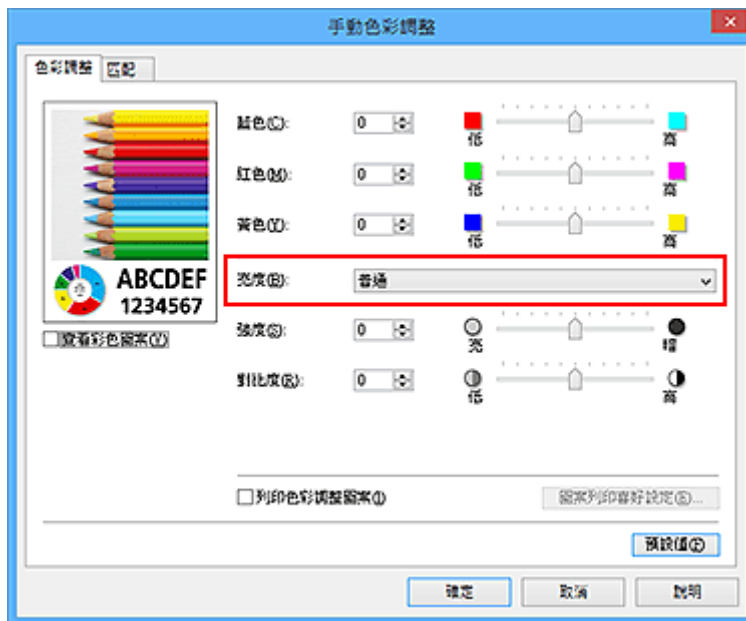 手動色彩調整
色彩調整 匹配
ABCDEF
1234567
查看彩色圖案(V)
藍色(C): 0 低 高
紅色(M): 0 低 高
黃色(Y): 0 低 高
亮度(B): 普通
強度(S): 0 亮 暗
對比度(R): 0 低 高
列印色彩調整圖案(I) 圖案列印喜好設定(E)...
預設值(F)
確定 取消 說明